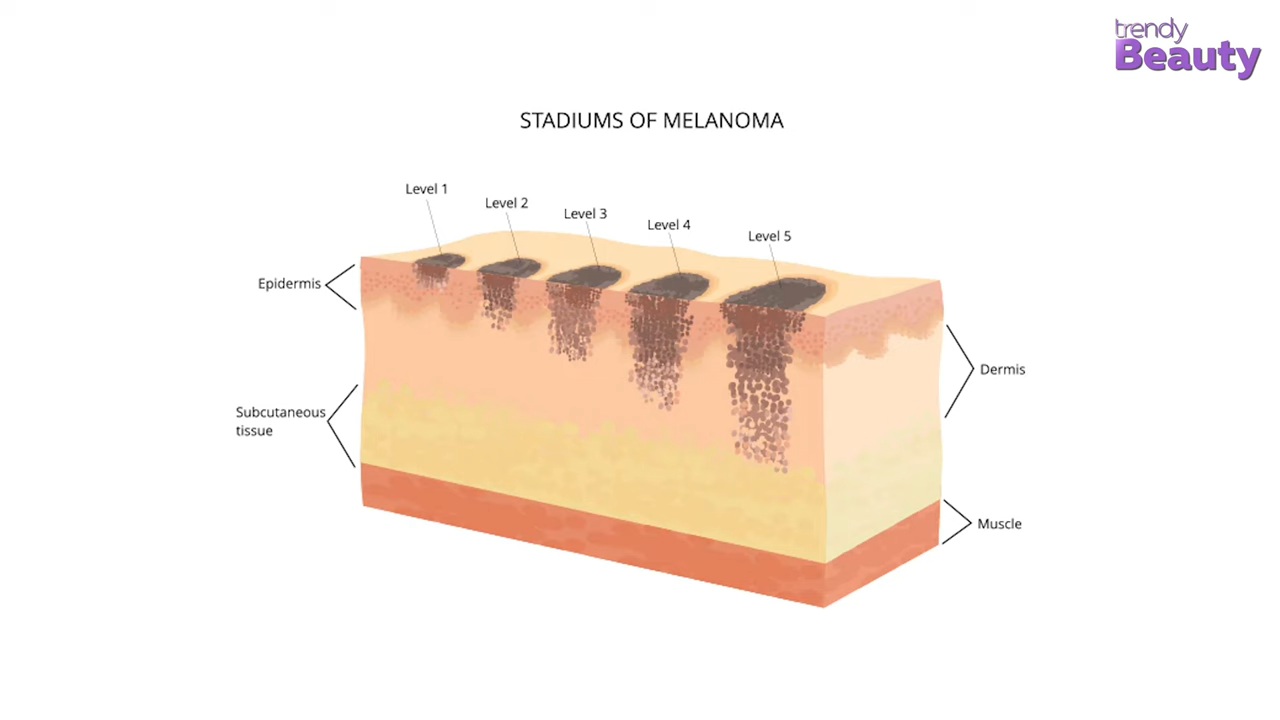 trendy
Beauty
STADIUMS OF MELANOMA
Level 1
Level 2
Level 3
Level 4
Level 5
Epidermis
Dermis
Subcutaneous
tissue
Muscle